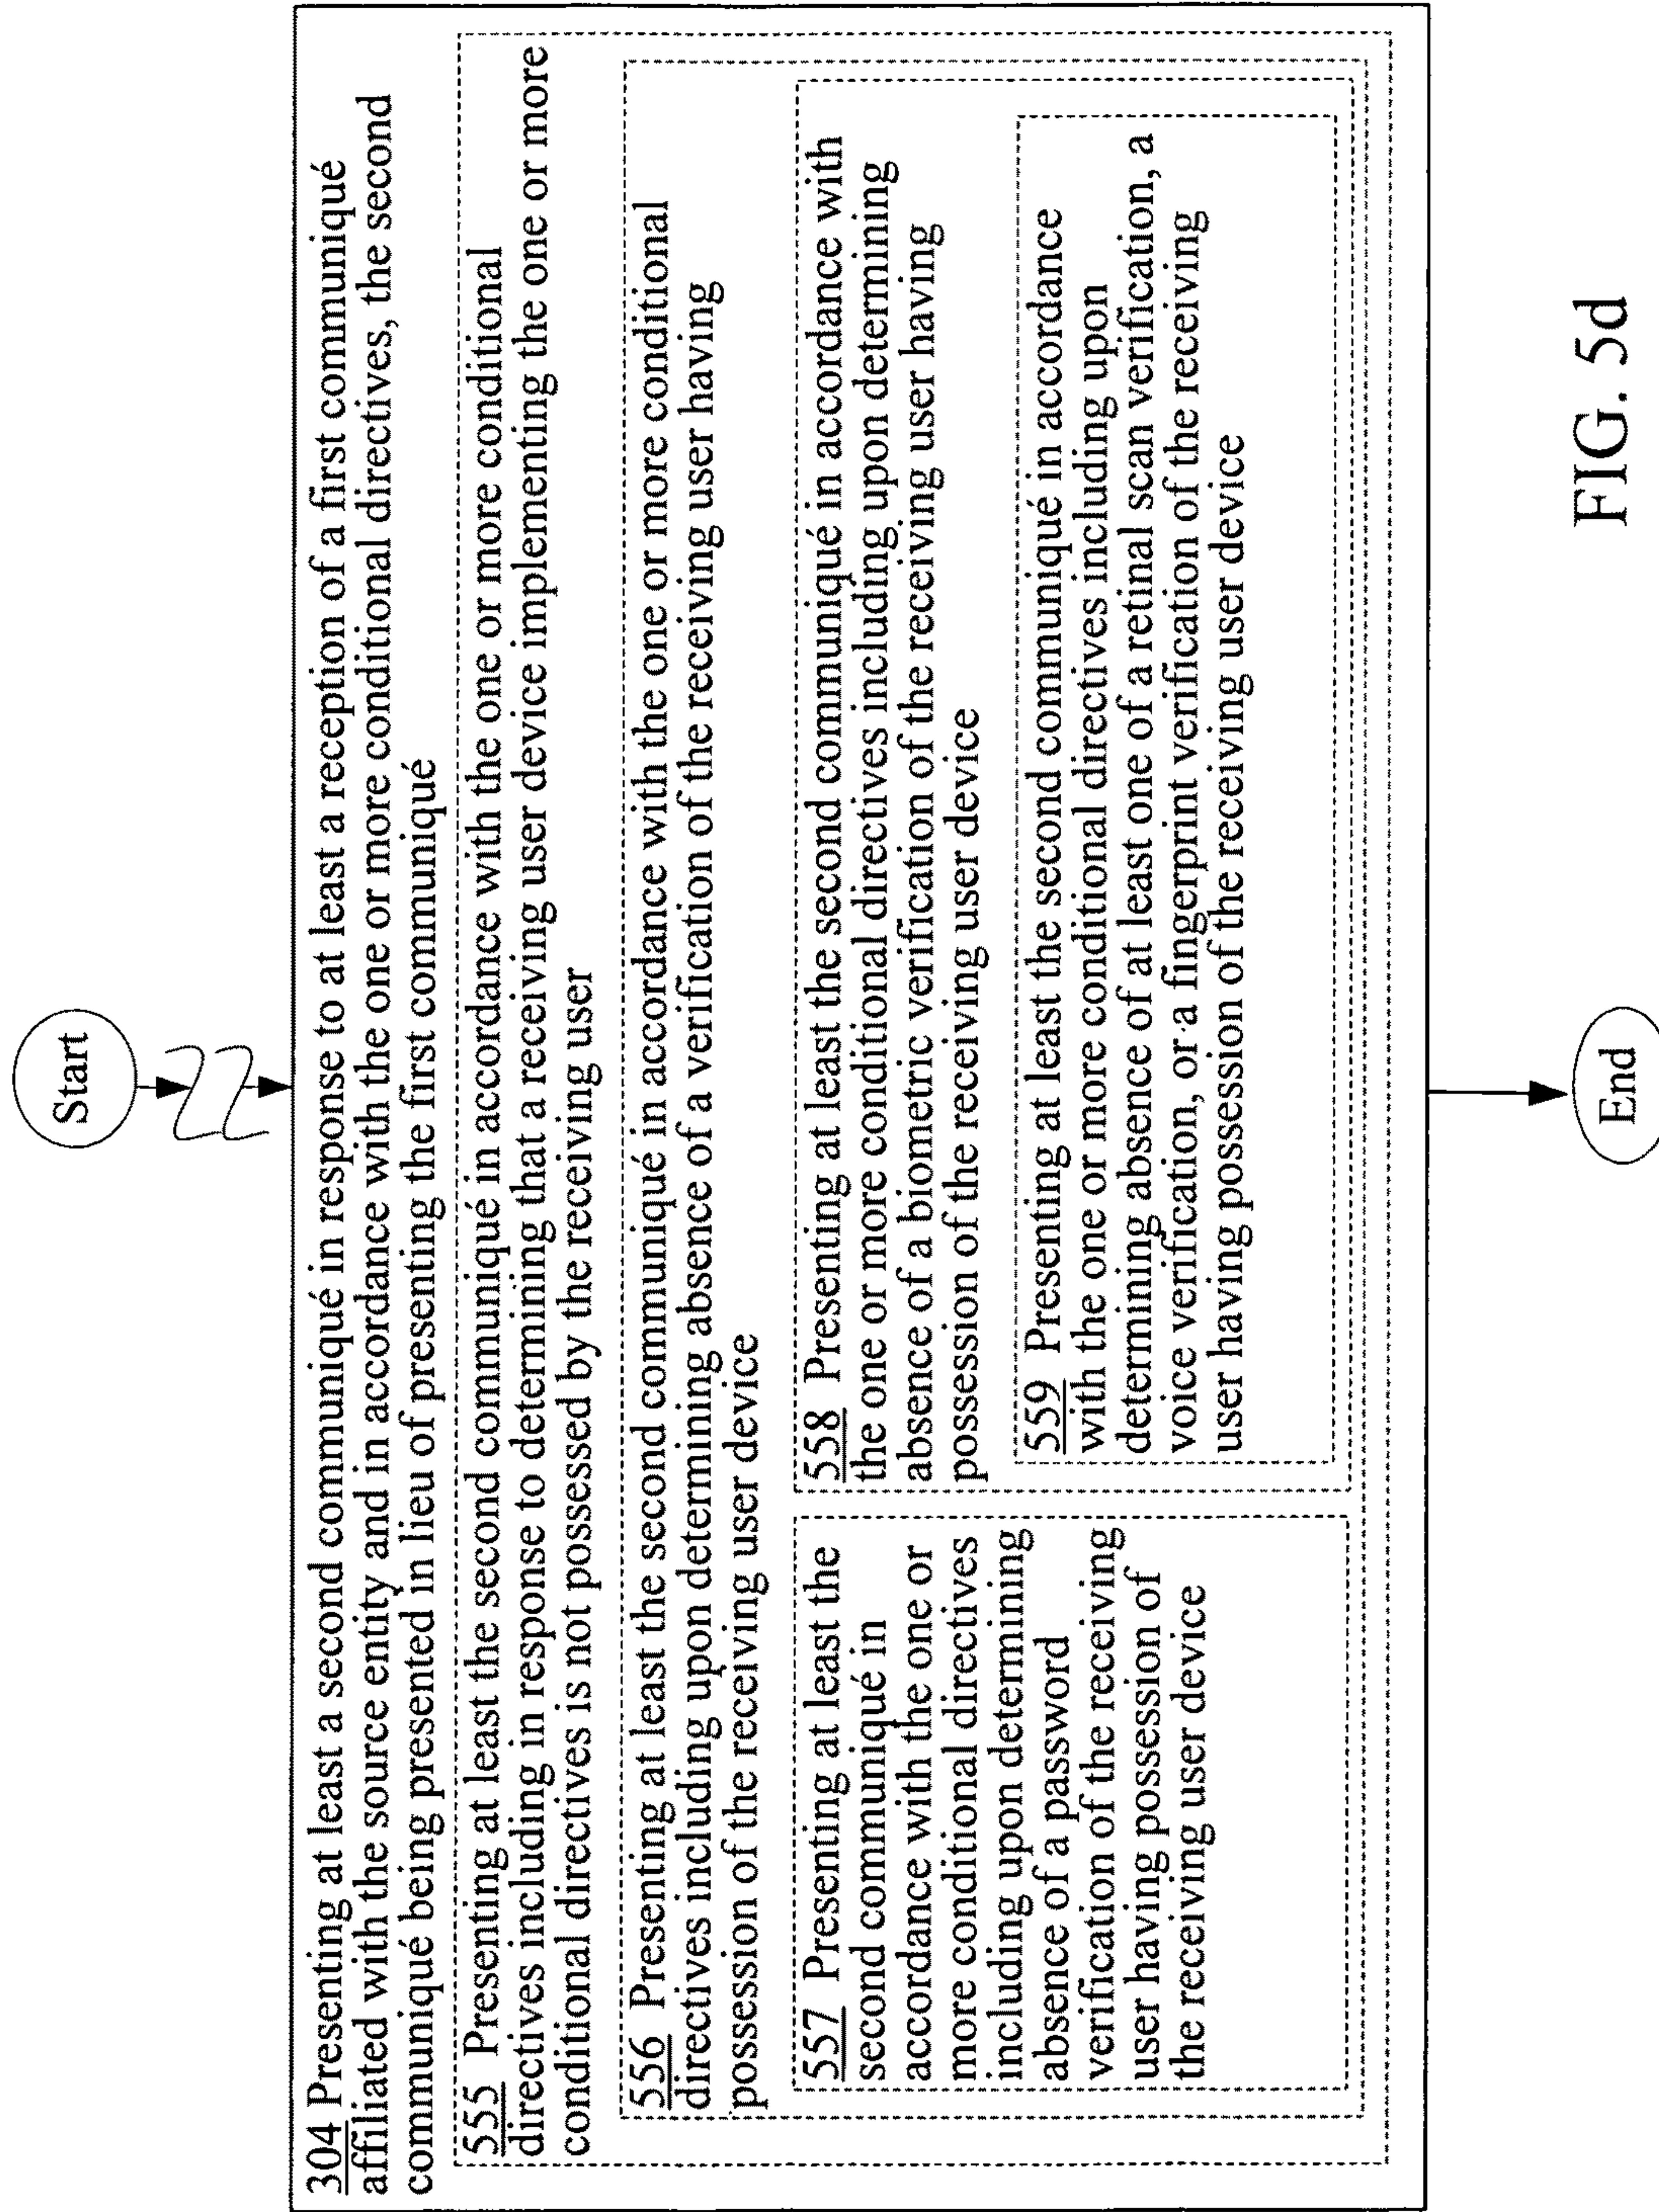 Start
304 Presenting at least a second communiqué in response to at least a reception of a first communiqué
affiliated with the source entity and in accordance with the one or more conditional directives, the second
communiqué being presented in lieu of presenting the first communiqué
555 Presenting at least the second communiqué in accordance with the one or more conditional
directives including in response to determining that a receiving user device implementing the one or more
conditional directives is not possessed by the receiving user
556 Presenting at least the second communiqué in accordance with the one or more conditional
directives including upon determining absence of a verification of the receiving user having
possession of the receiving user device
557 Presenting at least the
second communiqué in
accordance with the one or
more conditional directives
including upon determining
absence of a password
verification of the receiving
user having possession of
the receiving user device
558 Presenting at least the second communiqué in accordance with
the one or more conditional directives including upon determining
absence of a biometric verification of the receiving user having
possession of the receiving user device
559 Presenting at least the second communiqué in accordance
with the one or more conditional directives including upon
determining absence of at least one of a retinal scan verification, a
voice verification, or a fingerprint verification of the receiving
user having possession of the receiving user device
End
FIG. 5d